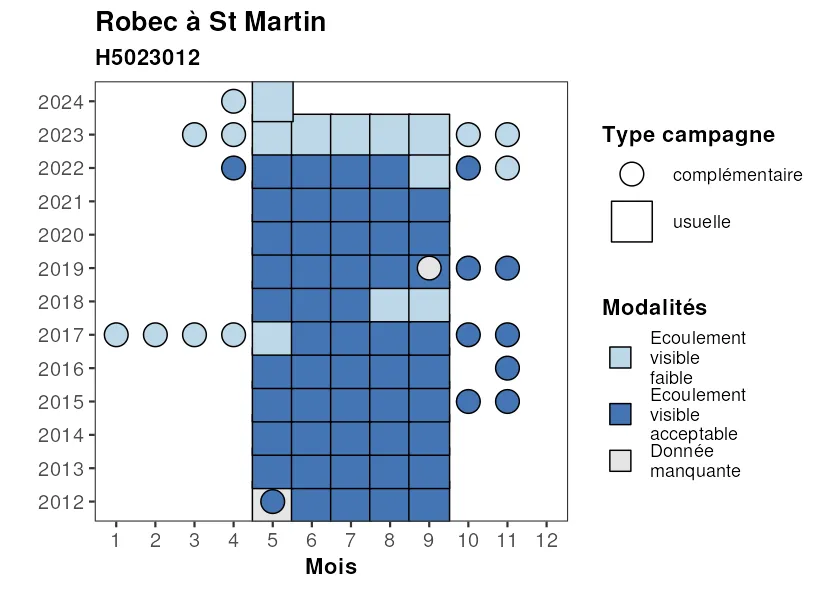 Robec à St Martin
H5023012
2024
2023
2022
2021
2020
2019
2018
2017
2016
2015
2014
2013
2012
1 2 3 4 5 6 7 8 9 10 11 12
Mois
Type campagne
complémentaire
usuelle
Modalités
Ecoulement
visible
faible
Ecoulement
visible
acceptable
Donnée
manquante